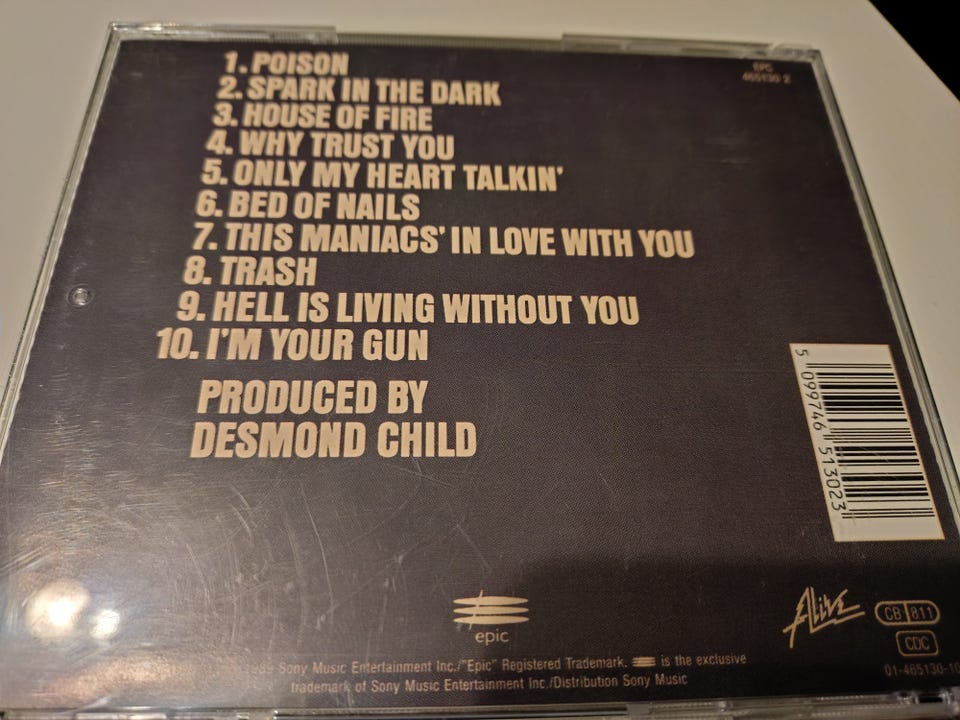 1. POISON
2. SPARK IN THE DARK
3. HOUSE OF FIRE
4. WHY TRUST YOU
5. ONLY MY HEART TALKIN'
6. BED OF NAILS
7. THIS MANIACS' IN LOVE WITH YOU
8. TRASH
9. HELL IS LIVING WITHOUT YOU
10. I'M YOUR GUN
PRODUCED BY
DESMOND CHILD
EPC
465130 2
5 099746 513023
epic
ALiVE
CB 811
CDC
01-465130-10
1989 Sony Music Entertainment Inc./"Epic" Registered Trademark. is the exclusive
trademark of Sony Music Entertainment Inc./Distribution Sony Music